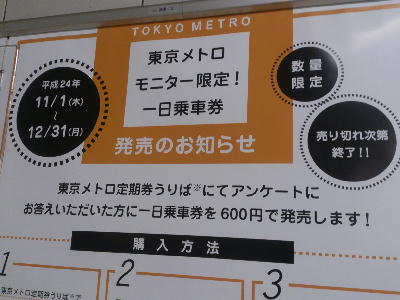 TOKYO METRO
東京メトロ
モニター限定!
一日乗車券
発売のお知らせ
平成24年
11/1(木)
~
12/31(月)
数量
限定
売り切れ次第
終了!!
東京メトロ定期券うりば※にてアンケートに
お答えいただいた方に一日乗車券を600円で発売します!
購入方法
1
2
3
東京メトロ定期券うりば※で